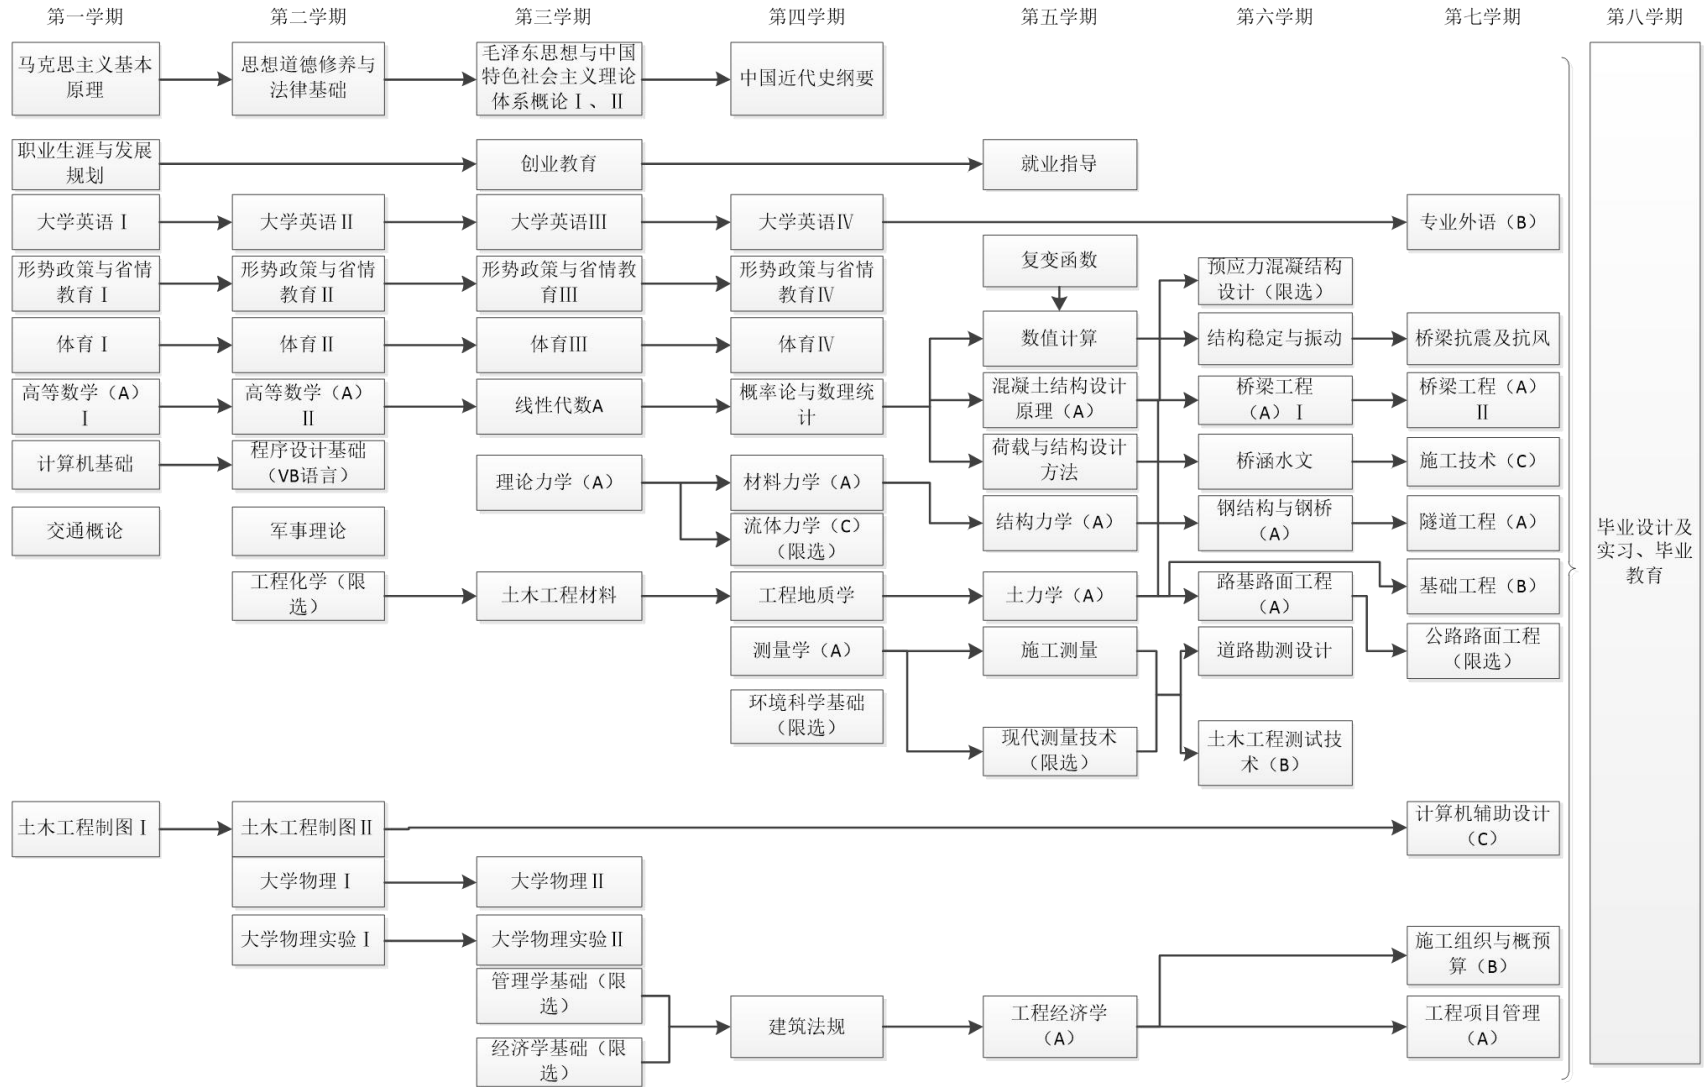 第一学期
第二学期
第三学期
第四学期
第五学期
第六学期
第七学期
第八学期
马克思主义基本
原理
思想道德修养与
法律基础
毛泽东思想与中国
特色社会主义理论
体系概论Ⅰ、Ⅱ
中国近代史纲要
职业生涯与发展
规划
创业教育
就业指导
大学英语Ⅰ
大学英语Ⅱ
大学英语Ⅲ
大学英语Ⅳ
专业外语（B）
形势政策与省情
教育Ⅰ
形势政策与省情
教育Ⅱ
形势政策与省情教
育Ⅲ
形势政策与省情
教育Ⅳ
复变函数
预应力混凝结构
设计（限选）
体育Ⅰ
体育Ⅱ
体育Ⅲ
体育Ⅳ
数值计算
结构稳定与振动
桥梁抗震及抗风
高等数学（A）
Ⅰ
高等数学（A）
Ⅱ
线性代数A
概率论与数理统
计
混凝土结构设计
原理（A）
桥梁工程
（A）Ⅰ
桥梁工程（A）
Ⅱ
计算机基础
程序设计基础
（VB语言）
理论力学（A）
材料力学（A）
荷载与结构设计
方法
桥涵水文
施工技术（C）
交通概论
军事理论
流体力学（C）
（限选）
结构力学（A）
钢结构与钢桥
（A）
隧道工程（A）
毕业设计及
实习、毕业
教育
工程化学（限
选）
土木工程材料
工程地质学
土力学（A）
路基路面工程
（A）
基础工程（B）
测量学（A）
施工测量
道路勘测设计
公路路面工程
（限选）
环境科学基础
（限选）
现代测量技术
（限选）
土木工程测试技
术（B）
土木工程制图Ⅰ
土木工程制图Ⅱ
计算机辅助设计
（C）
大学物理Ⅰ
大学物理Ⅱ
大学物理实验Ⅰ
大学物理实验Ⅱ
施工组织与概预
算（B）
管理学基础（限
选）
建筑法规
工程经济学
（A）
工程项目管理
（A）
经济学基础（限
选）